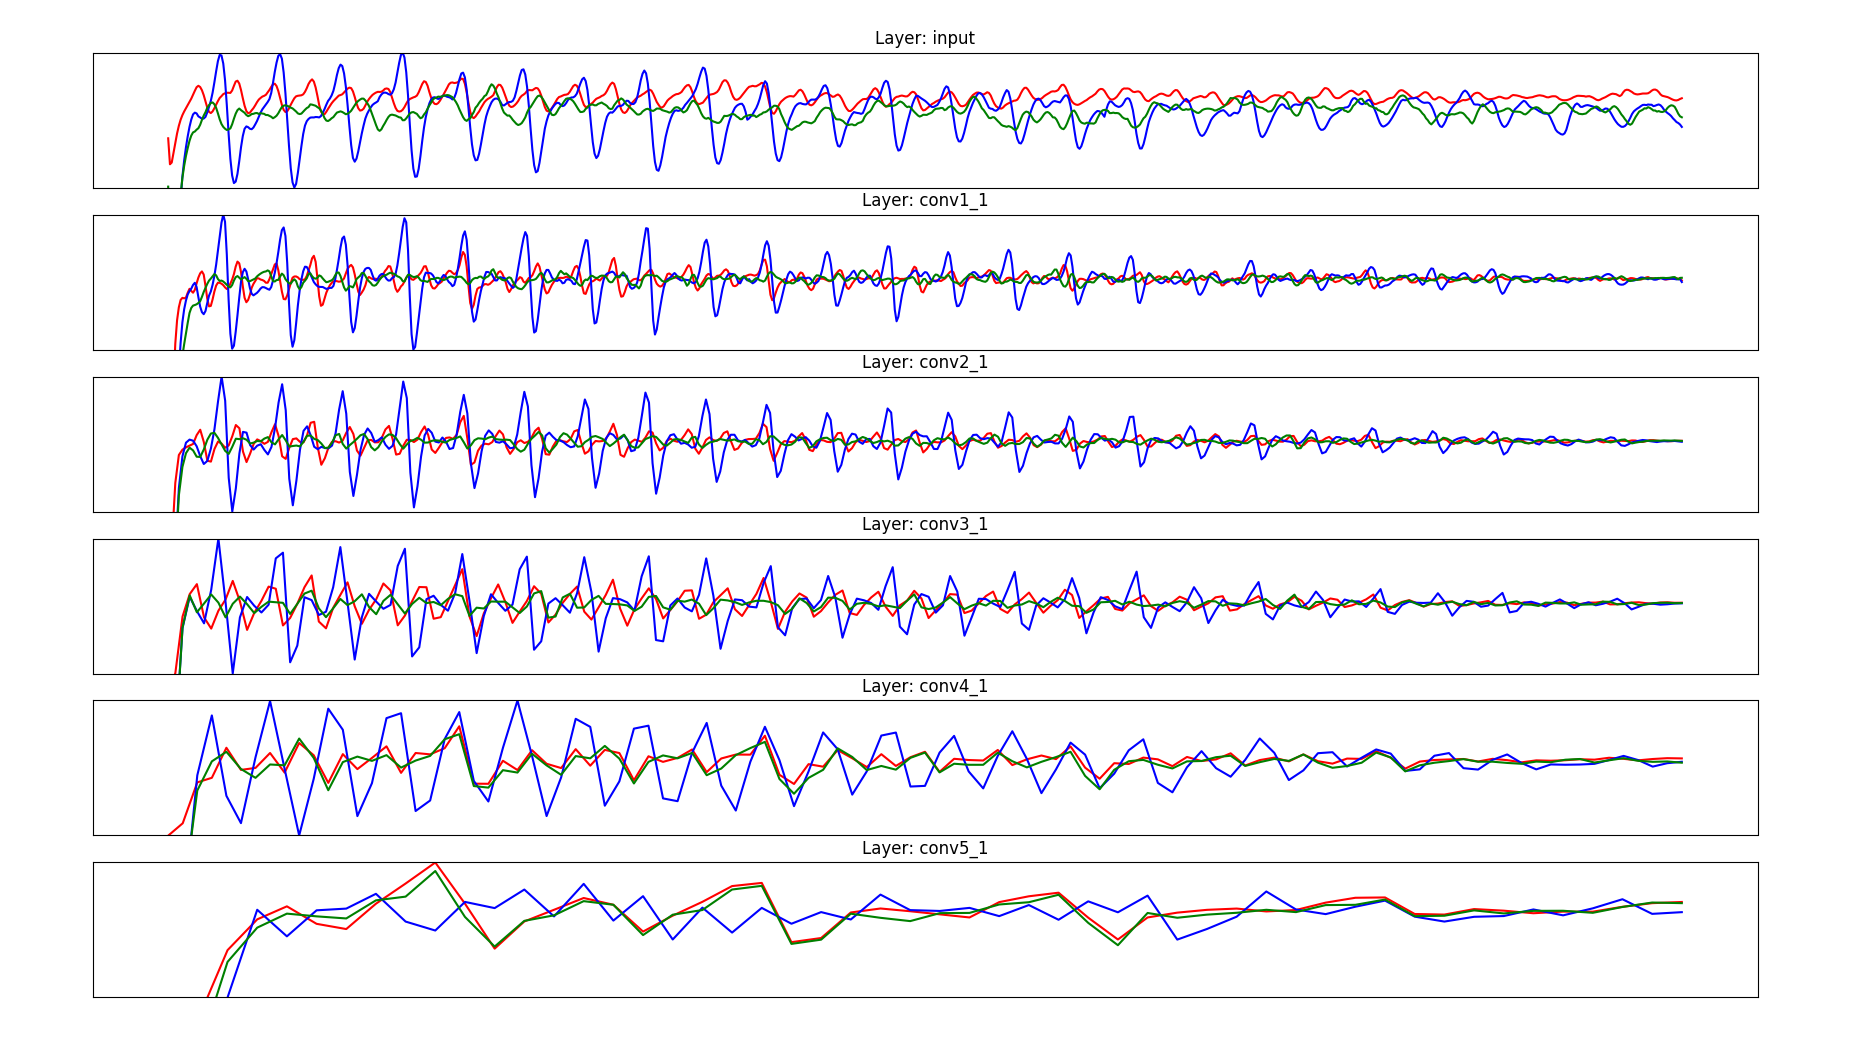 Layer: input
Layer: conv1_1
Layer: conv2_1
Layer: conv3_1
Layer: conv4_1
Layer: conv5_1